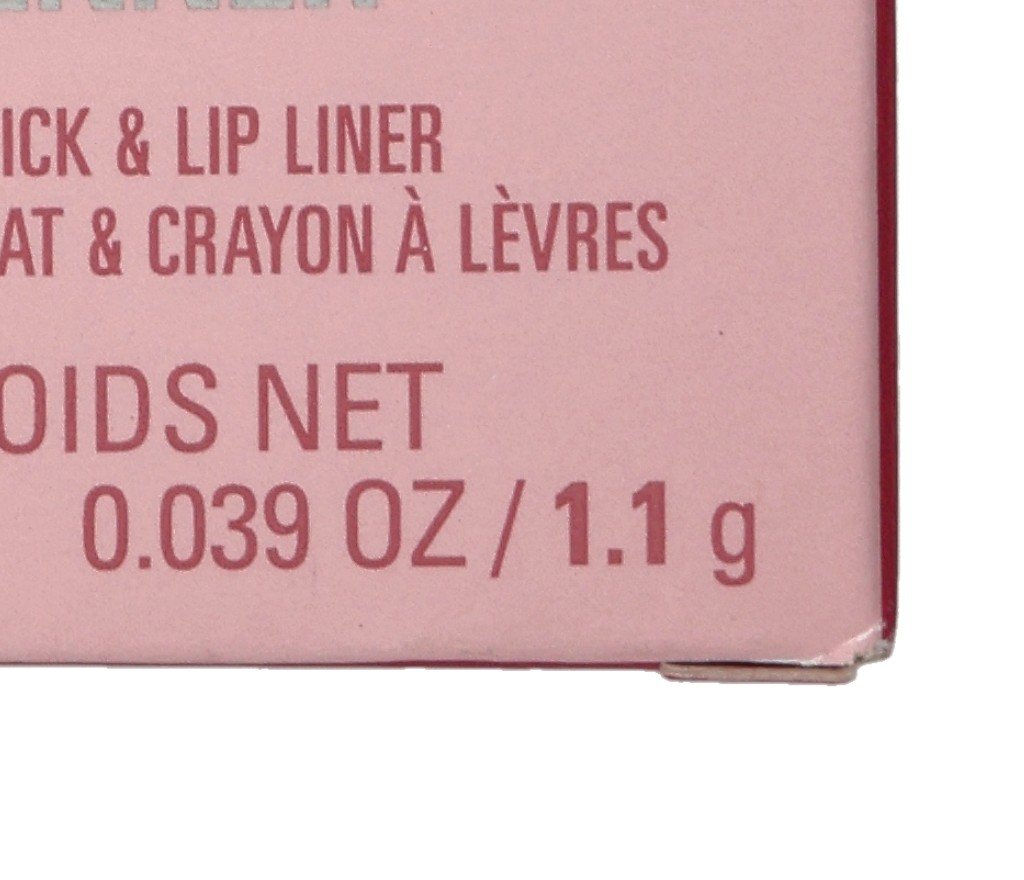 ICK & LIP LINER
AT & CRAYON À LÈVRES
OIDS NET
0.039 OZ / 1.1 g